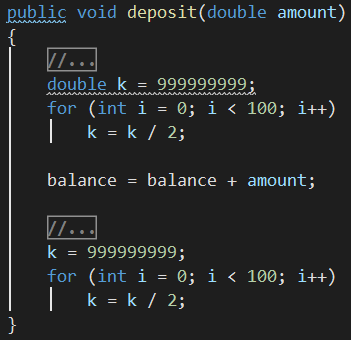 public void deposit(double amount)
{
//...
double k = 999999999;
for (int i = 0; i < 100; i++)
k = k / 2;
balance = balance + amount;
//...
k = 999999999;
for (int i = 0; i < 100; i++)
k = k / 2;
}